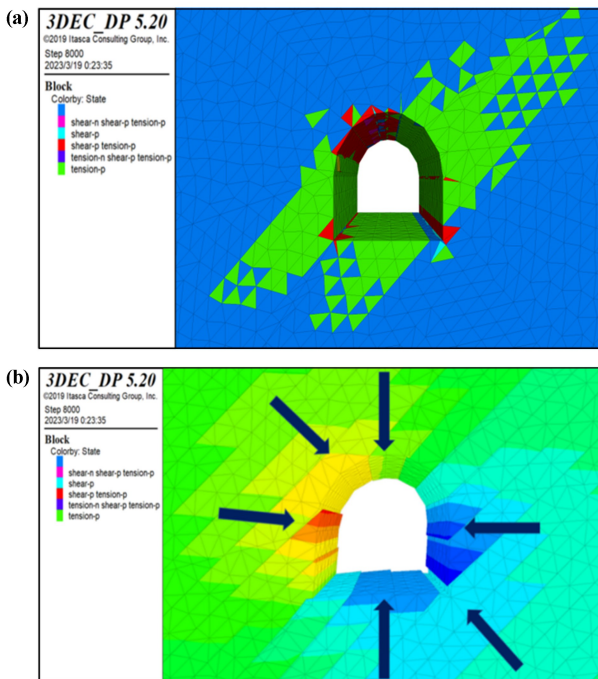 (a)
3DEC_DP 5.20
©2019 Itasca Consulting Group, Inc.
Step 8000
2023/3/19 0:23:35
Block
Colorby: State
shear-n shear-p tension-p
shear-p
shear-p tension-p
tension-n shear-p tension-p
tension-p
(b)
3DEC_DP 5.20
©2019 Itasca Consulting Group, Inc.
Step 8000
2023/3/19 0:23:35
Block
Colorby: State
shear-n shear-p tension-p
shear-p
shear-p tension-p
tension-n shear-p tension-p
tension-p